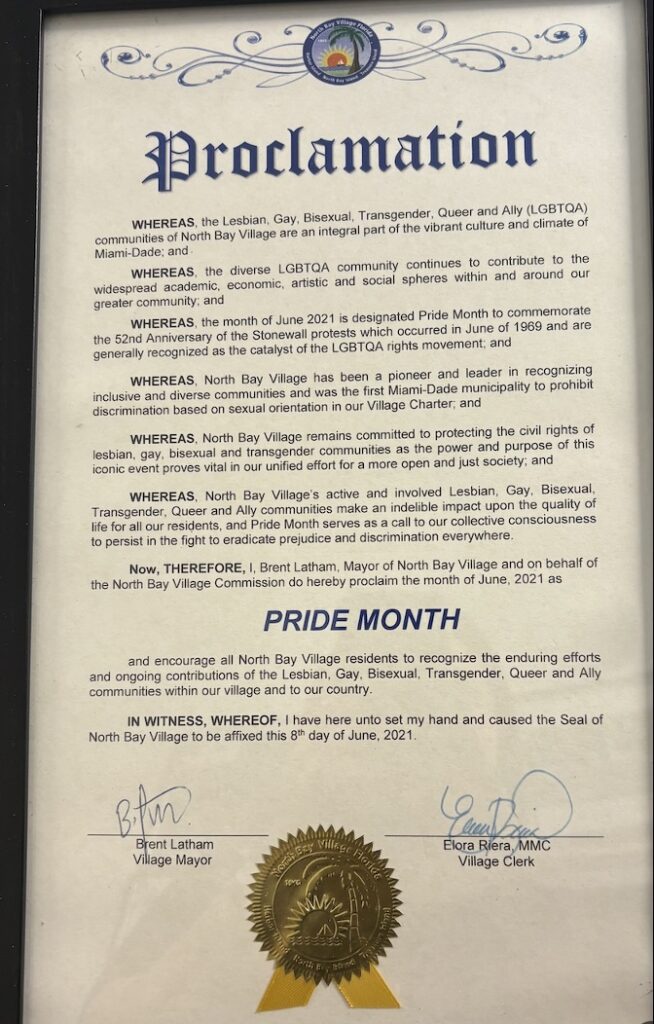 North Bay Village Florida
Proclamation
WHEREAS, the Lesbian, Gay, Bisexual, Transgender, Queer and Ally (LGBTQA)
communities of North Bay Village are an integral part of the vibrant culture and climate of
Miami-Dade; and
WHEREAS, the diverse LGBTQA community continues to contribute to the
widespread academic, economic, artistic and social spheres within and around our
greater community; and
WHEREAS, the month of June 2021 is designated Pride Month to commemorate
the 52nd Anniversary of the Stonewall protests which occurred in June of 1969 and are
generally recognized as the catalyst of the LGBTQA rights movement; and
WHEREAS, North Bay Village has been a pioneer and leader in recognizing
inclusive and diverse communities and was the first Miami-Dade municipality to prohibit
discrimination based on sexual orientation in our Village Charter; and
WHEREAS, North Bay Village remains committed to protecting the civil rights of
lesbian, gay, bisexual and transgender communities as the power and purpose of this
iconic event proves vital in our unified effort for a more open and just society; and
WHEREAS, North Bay Village's active and involved Lesbian, Gay, Bisexual,
Transgender, Queer and Ally communities make an indelible impact upon the quality of
life for all our residents, and Pride Month serves as a call to our collective consciousness
to persist in the fight to eradicate prejudice and discrimination everywhere.
Now, THEREFORE, I, Brent Latham, Mayor of North Bay Village and on behalf of
the North Bay Village Commission do hereby proclaim the month of June, 2021 as
PRIDE MONTH
and encourage all North Bay Village residents to recognize the enduring efforts
and ongoing contributions of the Lesbian, Gay, Bisexual, Transgender, Queer and Ally
communities within our village and to our country.
IN WITNESS, WHEREOF, I have here unto set my hand and caused the Seal of
North Bay Village to be affixed this 8th day of June, 2021.
Brent Latham
Village Mayor
Elora Riera, MMC
Village Clerk
North Bay Village Florida
North Bay Island